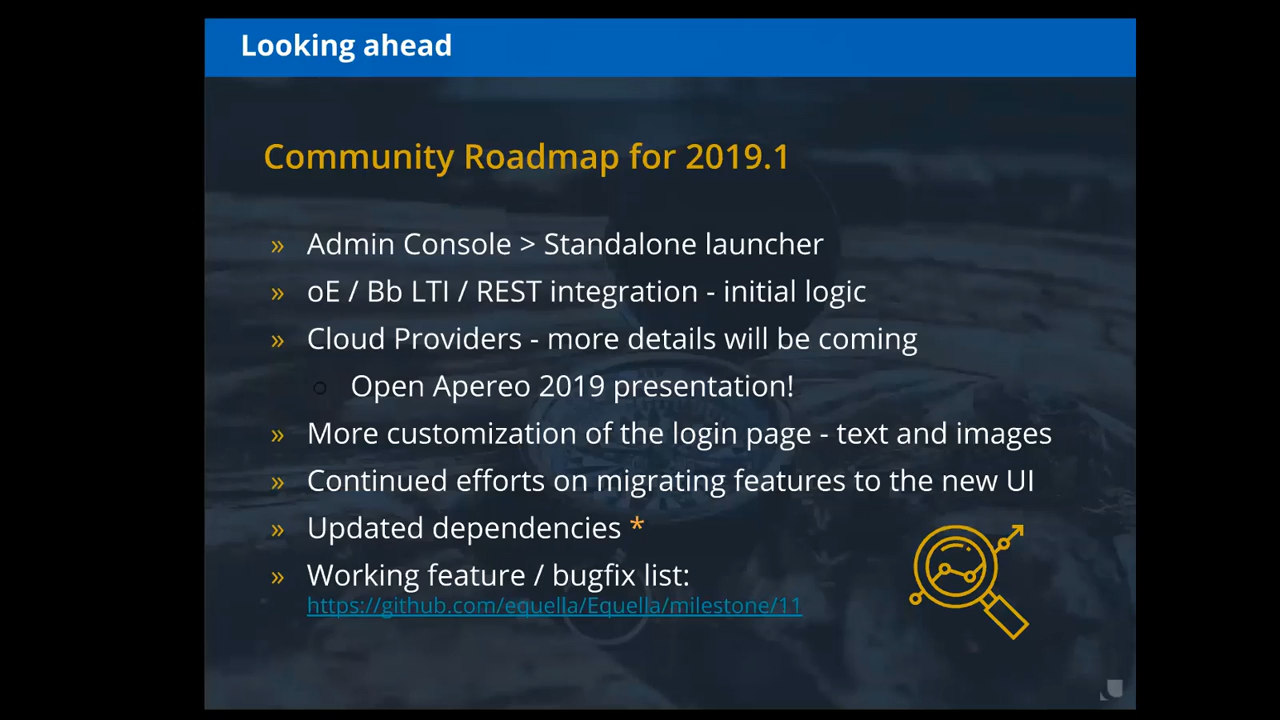 Looking ahead
Community Roadmap for 2019.1
» Admin Console > Standalone launcher
» oE / Bb LTI / REST integration - initial logic
» Cloud Providers - more details will be coming
○ Open Apereo 2019 presentation!
» More customization of the login page - text and images
» Continued efforts on migrating features to the new UI
» Updated dependencies *
» Working feature / bugfix list:
https://github.com/equella/Equella/milestone/11